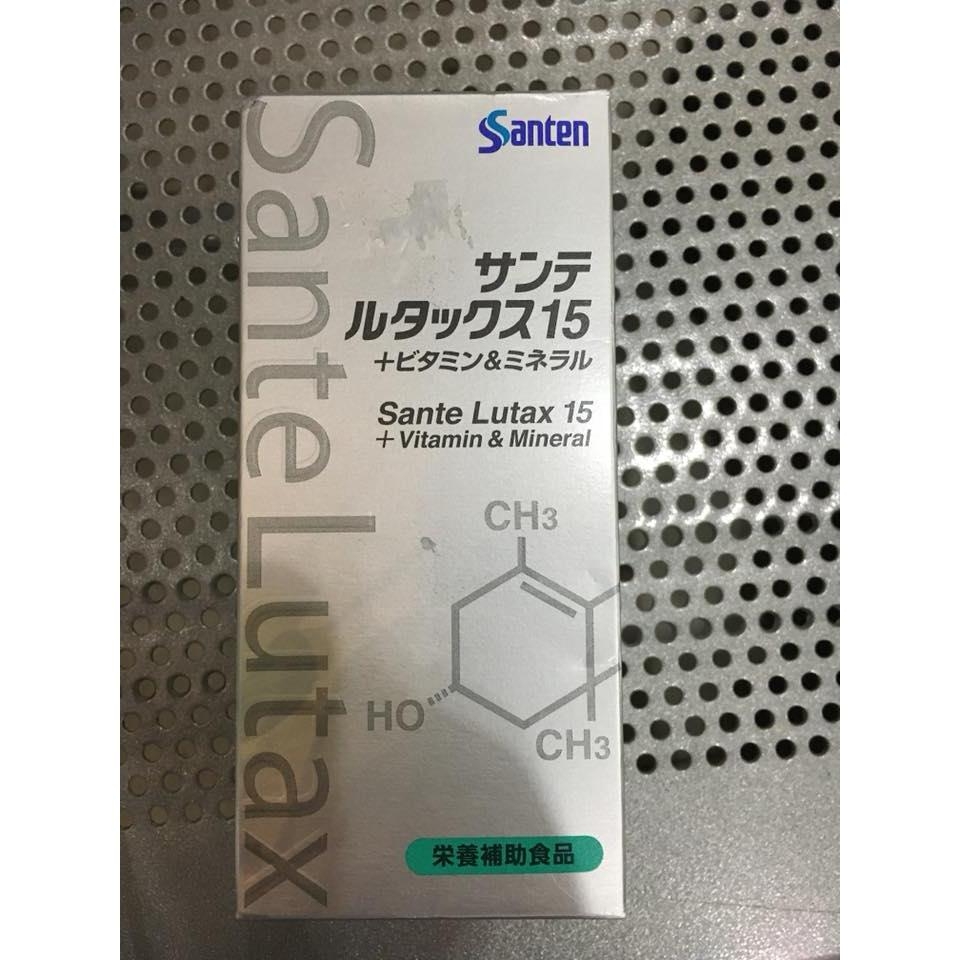 Santen
Sante Lutax
サンテ
ルタックス15
+ビタミン&ミネラル
Sante Lutax 15
+ Vitamin & Mineral
CH3
HO
CH3
栄養補助食品